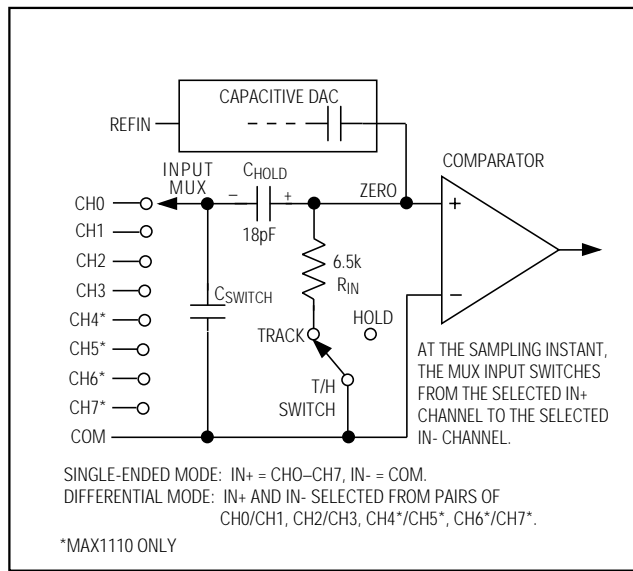 CAPACITIVE DAC
REFIN
COMPARATOR
INPUT
MUX
CHOLD
ZERO
− +
+
CH0
18pF
CH1
6.5k
RIN
CH2
CH3
CSWITCH
−
HOLD
CH4*
TRACK
CH5*
CH6*
T/H
SWITCH
CH7*
COM
AT THE SAMPLING INSTANT,
THE MUX INPUT SWITCHES
FROM THE SELECTED IN+
CHANNEL TO THE SELECTED
IN- CHANNEL.
SINGLE-ENDED MODE: IN+ = CHO–CH7, IN- = COM.
DIFFERENTIAL MODE: IN+ AND IN- SELECTED FROM PAIRS OF
CH0/CH1, CH2/CH3, CH4*/CH5*, CH6*/CH7*.
*MAX1110 ONLY